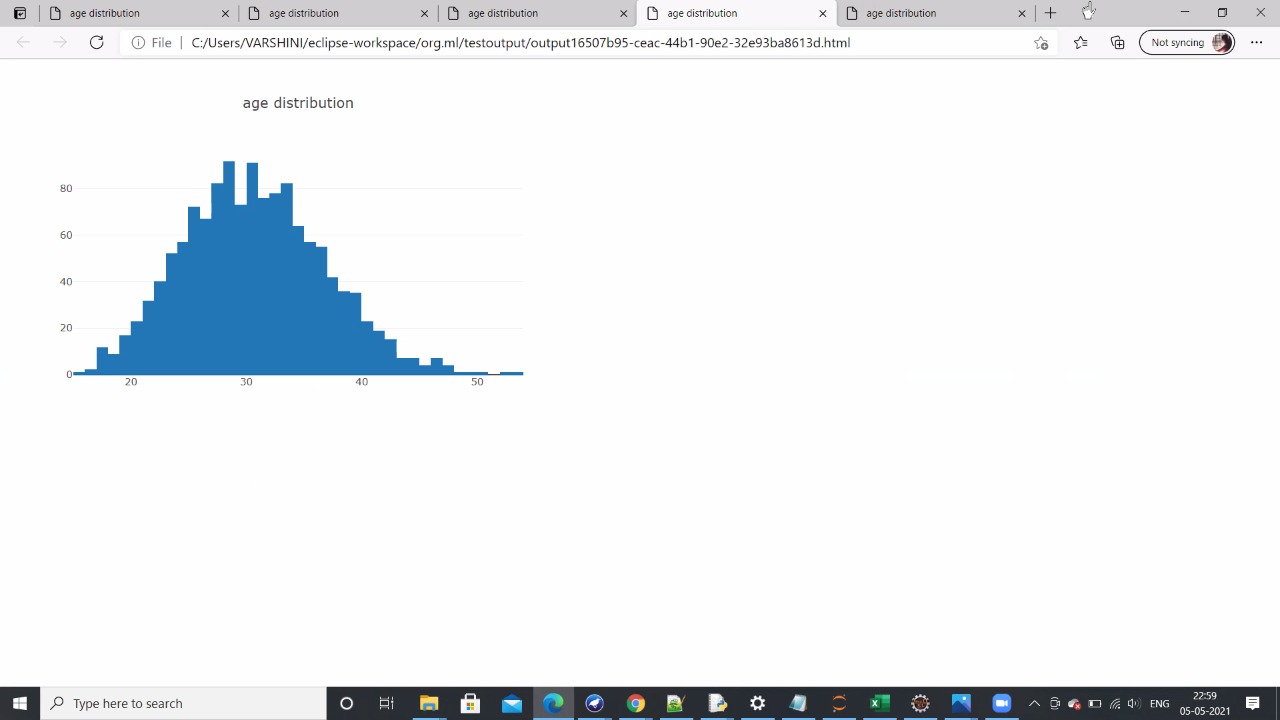 age distribution
age distribution
age distribution
age distribution
age distribution
File
C:/Users/VARSHINI/eclipse-workspace/org.ml/testoutput/output16507b95-ceac-44b1-90e2-32e93ba8613d.html
Not syncing
age distribution
80
60
40
20
0
20 30 40 50
Type here to search
ENG
22:59
05-05-2021